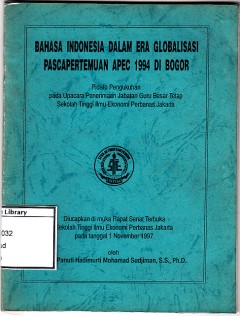 BAHASA INDONESIA DALAM ERA GLOBALISASI
PASCAPERTEMUAN APEC 1994 DI BOGOR
Pidato Pengukuhan
pada Upacara Penerimaan Jabatan Guru Besar Tetap
Sekolah Tinggi Ilmu Ekonomi Perbanas Jakarta
Library
032
Diucapkan di muka Rapat Senat Terbuka
Sekolah Tinggi Ilmu Ekonomi Perbanas Jakarta
pada tanggal 1 November 1997
oleh
Panuti Hadimurti Mohamad Sudjiman, S.S., Ph.D.